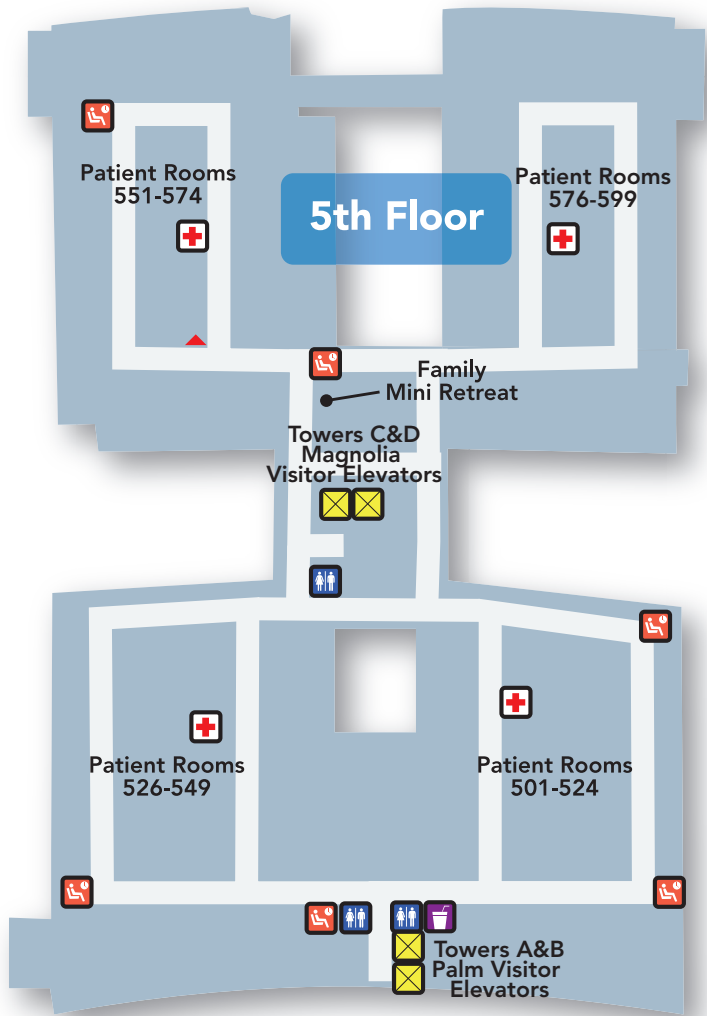 Patient Rooms
551-574
5th Floor
Patient Rooms
576-599
Family
Mini Retreat
Towers C&D
Magnolia
Visitor Elevators
Patient Rooms
526-549
Patient Rooms
501-524
Towers A&B
Palm Visitor
Elevators